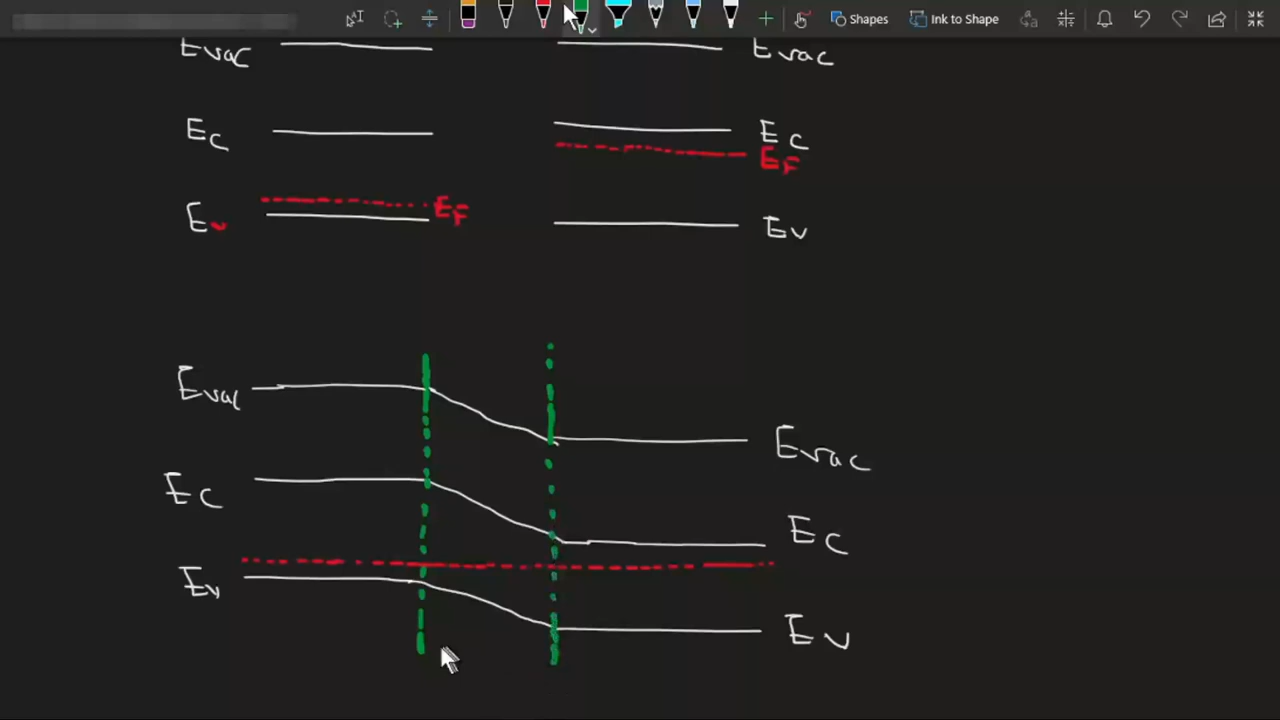 Shapes Ink to Shape
Evac Evac
Ec Ec
EF
Ev EF Ev
Evac
Evac
Ec Ec
Ev Ev